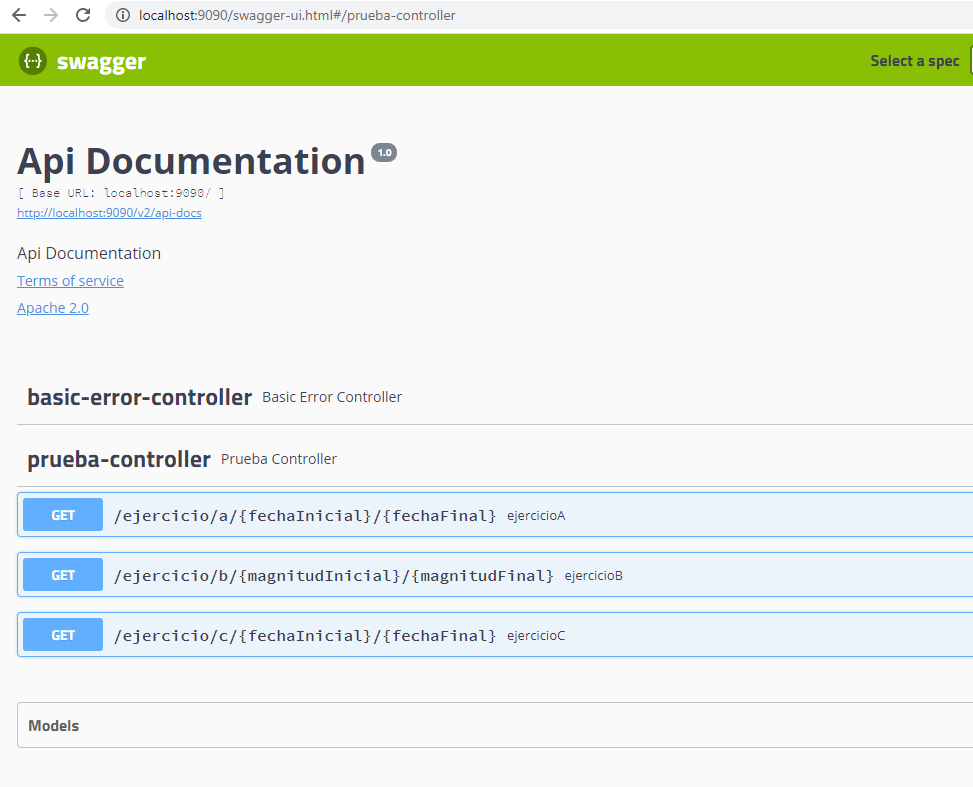 localhost:9090/swagger-ui.html#/prueba-controller
{··} swagger Select a spec
Api Documentation 1.0
[ Base URL: localhost:9090/ ]
http://localhost:9090/v2/api-docs
Api Documentation
Terms of service
Apache 2.0
basic-error-controller Basic Error Controller
prueba-controller Prueba Controller
GET /ejercicio/a/{fechaInicial}/{fechaFinal} ejercicioA
GET /ejercicio/b/{magnitudInicial}/{magnitudFinal} ejercicioB
GET /ejercicio/c/{fechaInicial}/{fechaFinal} ejercicioC
Models